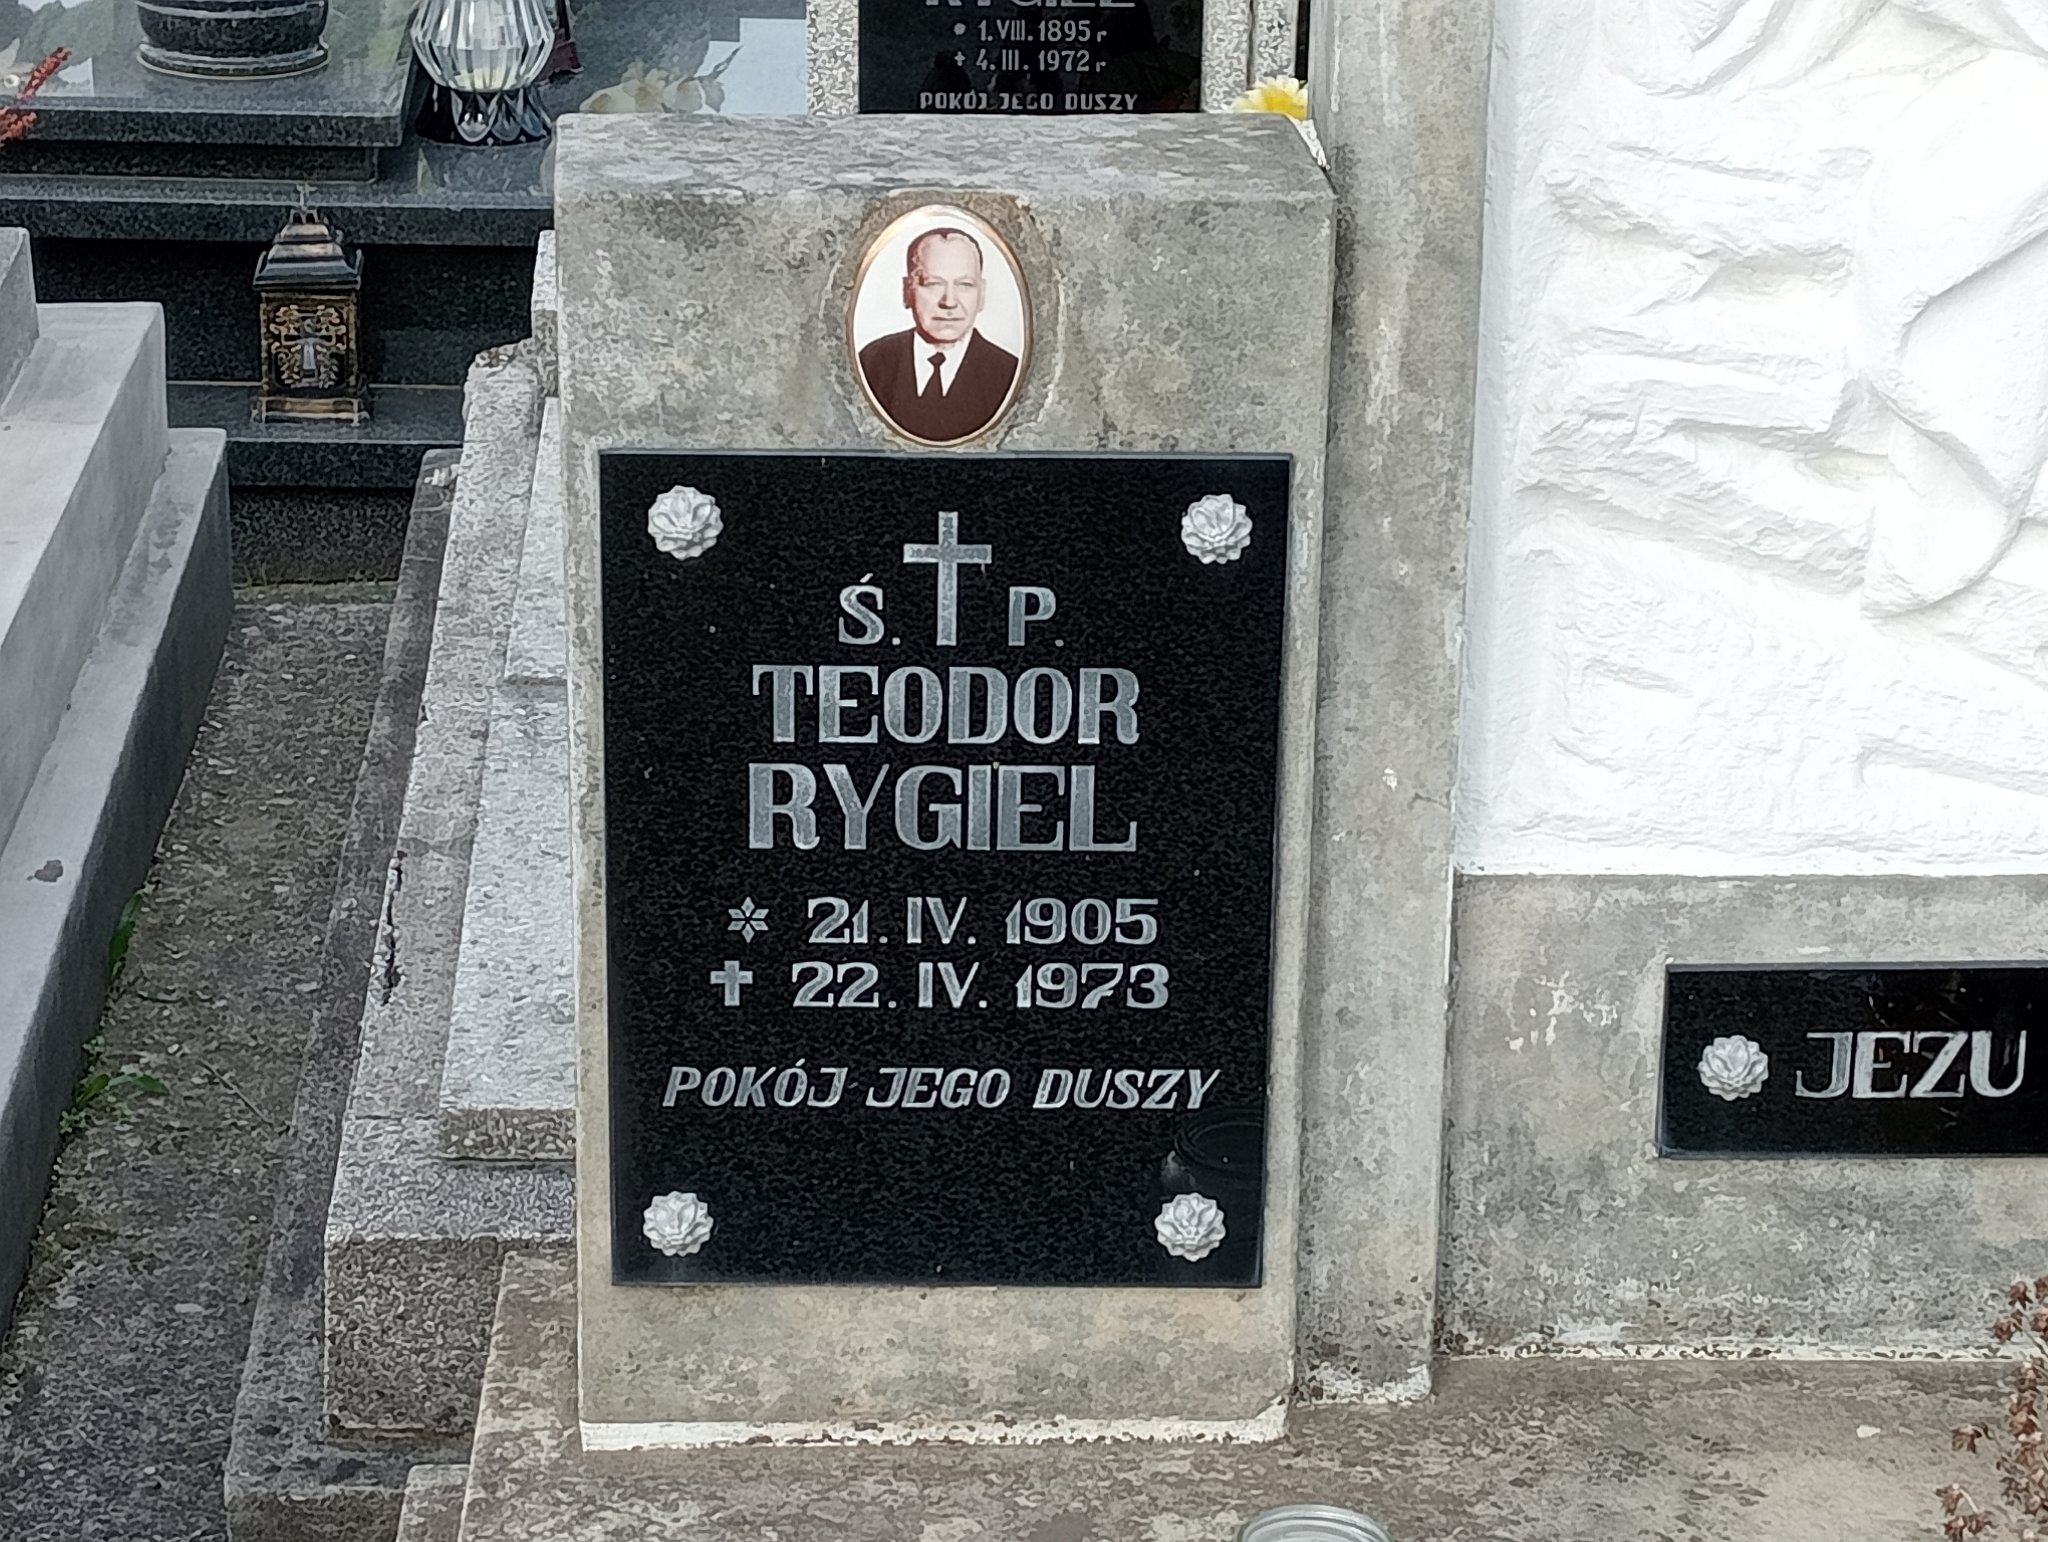 RYGIEL
* 1.VIII.1895 r
+ 4.III.1972 r
POKÓJ JEGO DUSZY
Ś. P.
TEODOR
RYGIEL
* 21. IV. 1905
+ 22. IV. 1973
POKÓJ JEGO DUSZY
JEZU